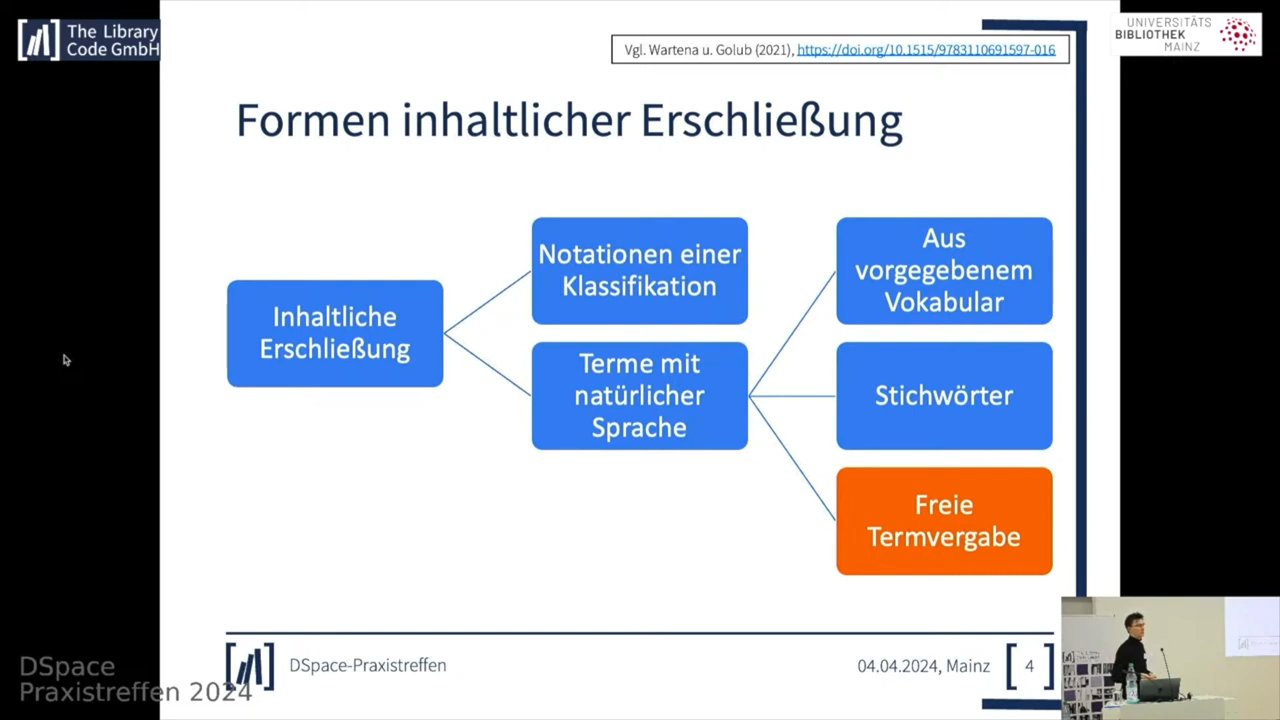 The Library
Code GmbH
UNIVERSITÄTS
BIBLIOTHEK
MAINZ
Vgl. Wartena u. Golub (2021), https://doi.org/10.1515/9783110691597-016
Formen inhaltlicher Erschließung
Inhaltliche
Erschließung
Notationen einer
Klassifikation
Terme mit
natürlicher
Sprache
Aus
vorgegebenem
Vokabular
Stichwörter
Freie
Termvergabe
DSpace-Praxistreffen
04.04.2024, Mainz
4
DSpace
Praxistreffen 2024